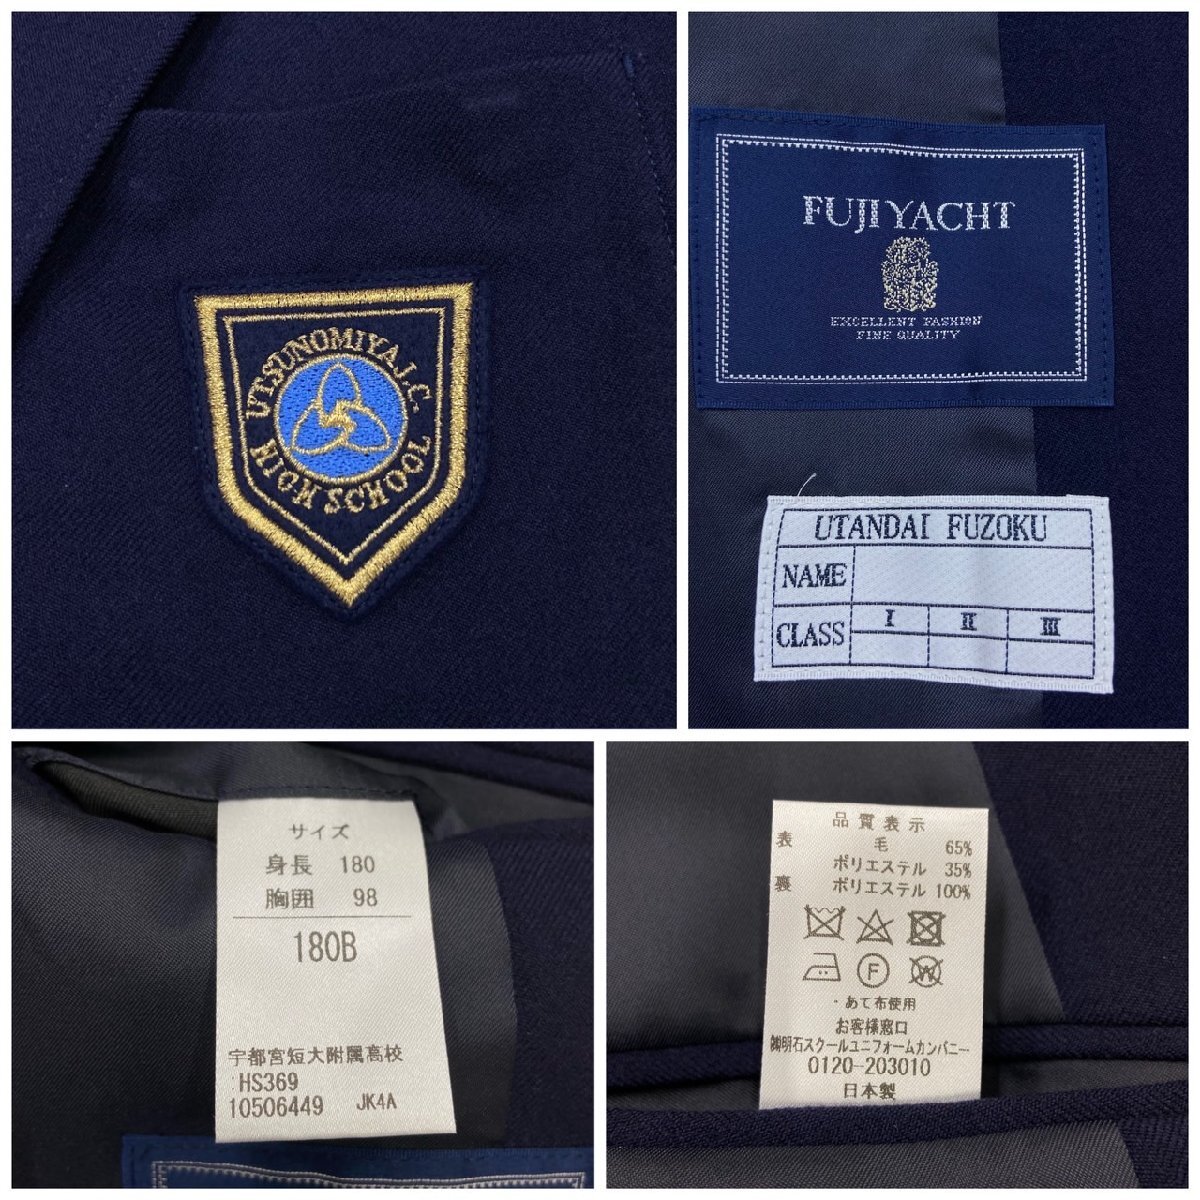 UTSUNOMIYA J.C.
HIGH SCHOOL
FUJI YACHT
EXCELLENT FASHION
FINE QUALITY
UTANDAI FUZOKU
NAME
CLASS I II III
サイズ
身長 180
胸囲 98
180B
宇都宮短大附属高校
HS369
10506449 JK4A
品質表示
表 毛 65%
ポリエステル 35%
裏 ポリエステル 100%
F W
・あて布使用
お客様窓口
㈱明石スクールユニフォームカンパニー
0120-203010
日本製